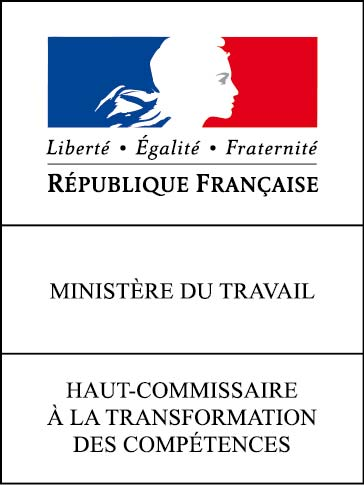 Liberté • Égalité • Fraternité
RÉPUBLIQUE FRANÇAISE
MINISTÈRE DU TRAVAIL
HAUT-COMMISSAIRE
À LA TRANSFORMATION
DES COMPÉTENCES